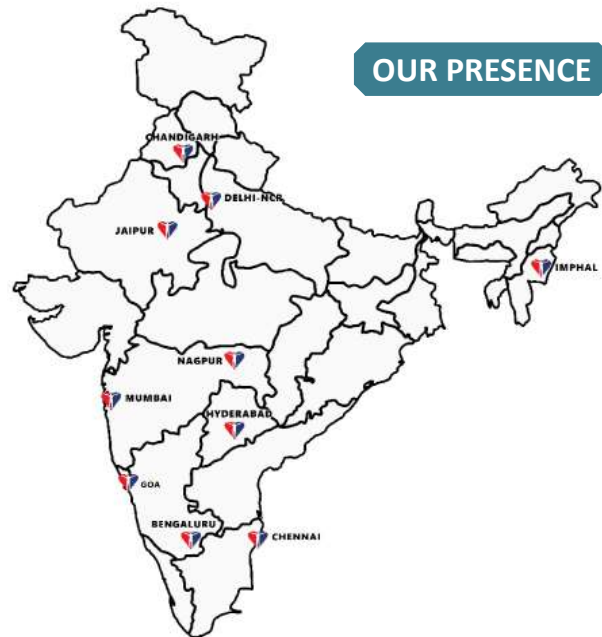 OUR PRESENCE
CHANDIGARH
DELHI-NCR
JAIPUR
IMPHAL
NAGPUR
MUMBAI
HYDERABAD
GOA
BENGALURU
CHENNAI